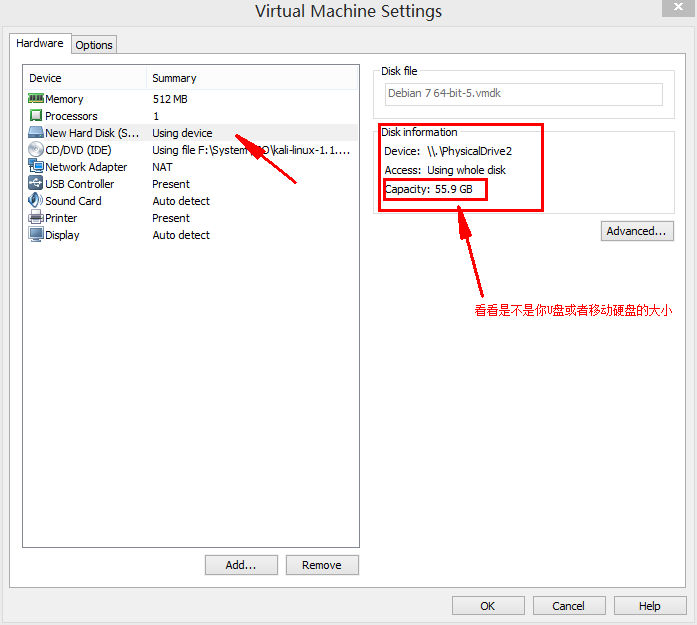 Virtual Machine Settings
Hardware
Options
Device Summary
Memory 512 MB
Processors 1
New Hard Disk (S... Using device
CD/DVD (IDE) Using file F:\System kali-linux-1.1....
Network Adapter NAT
USB Controller Present
Sound Card Auto detect
Printer Present
Display Auto detect
Add...
Remove
Disk file
Debian 7 64-bit-5.vmdk
Disk information
Device: \\.\PhysicalDrive2
Access: Using whole disk
Capacity: 55.9 GB
Advanced...
看看是不是你U盘或者移动硬盘的大小
OK
Cancel
Help